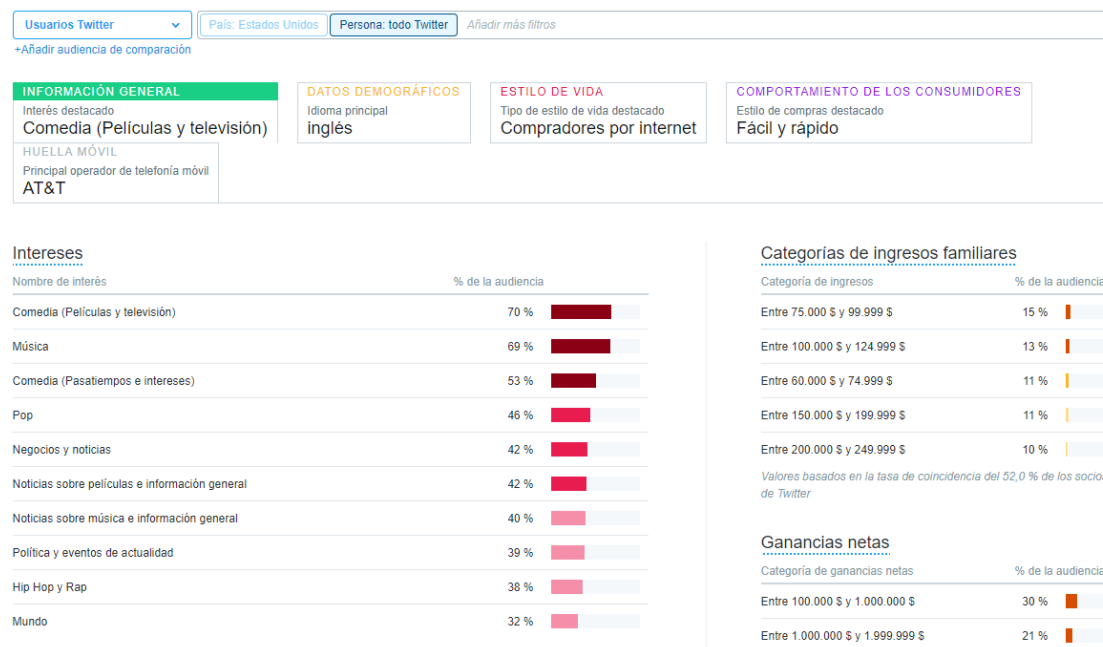 Usuarios Twitter
País: Estados Unidos
Persona: todo Twitter
Añadir más filtros
+Añadir audiencia de comparación
INFORMACIÓN GENERAL
Interés destacado
Comedia (Películas y televisión)
DATOS DEMOGRÁFICOS
Idioma principal
inglés
ESTILO DE VIDA
Tipo de estilo de vida destacado
Compradores por internet
COMPORTAMIENTO DE LOS CONSUMIDORES
Estilo de compras destacado
Fácil y rápido
HUELLA MÓVIL
Principal operador de telefonía móvil
AT&T
Intereses
Nombre de interés % de la audiencia
Comedia (Películas y televisión) 70 %
Música 69 %
Comedia (Pasatiempos e intereses) 53 %
Pop 46 %
Negocios y noticias 42 %
Noticias sobre películas e información general 42 %
Noticias sobre música e información general 40 %
Política y eventos de actualidad 39 %
Hip Hop y Rap 38 %
Mundo 32 %
Categorías de ingresos familiares
Categoría de ingresos % de la audiencia
Entre 75.000 $ y 99.999 $ 15 %
Entre 100.000 $ y 124.999 $ 13 %
Entre 60.000 $ y 74.999 $ 11 %
Entre 150.000 $ y 199.999 $ 11 %
Entre 200.000 $ y 249.999 $ 10 %
Valores basados en la tasa de coincidencia del 52,0 % de los socio
de Twitter
Ganancias netas
Categoría de ganancias netas % de la audiencia
Entre 100.000 $ y 1.000.000 $ 30 %
Entre 1.000.000 $ y 1.999.999 $ 21 %